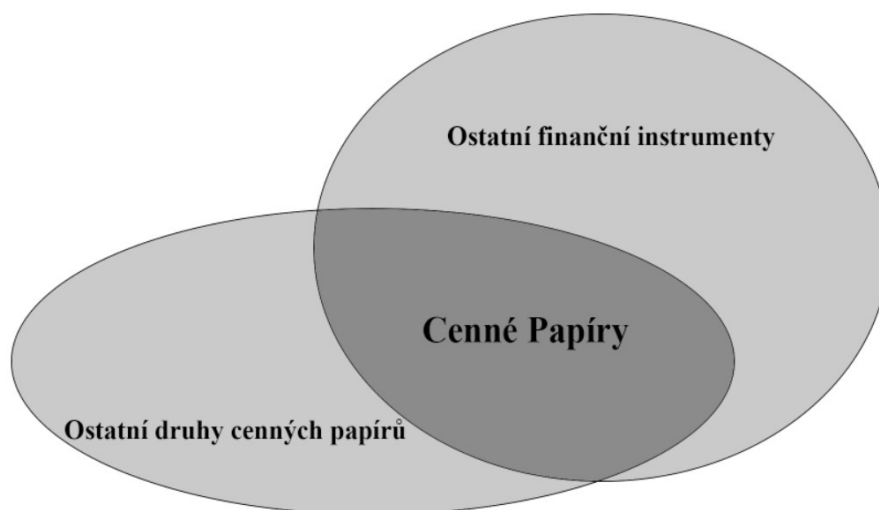 Ostatní finanční instrumenty
Cenné Papíry
Ostatní druhy cenných papírů